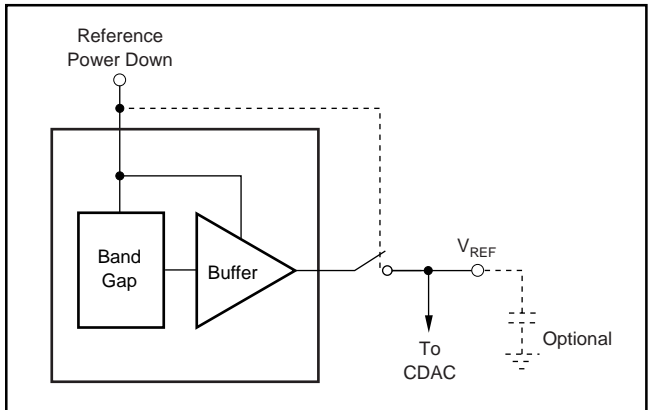 Reference
Power Down
Band
Gap
Buffer
VREF
Optional
To
CDAC